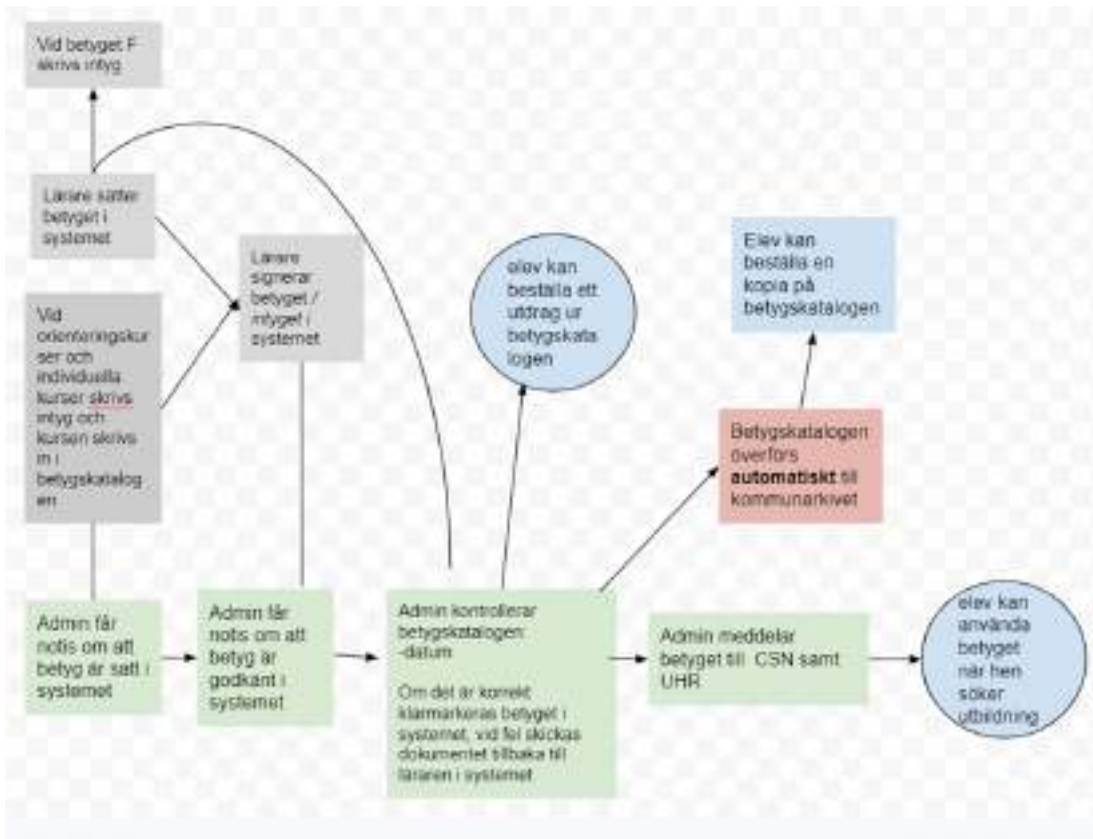 Vid betyget F
skrivs intyg
Lärare sätter
betyget i
systemet
Lärare
signerar
betyget /
intyget i
systemet
Vid
orienteringskur
ser och
individuella
kurser skrivs
intyg och
kursen skrivs
in i
betygskatalog
en
elev kan
beställa ett
utdrag ur
betygskata
logen
Elev kan
beställa en
kopia på
betygskatalogen
Betygskatalogen
överförs
automatiskt till
kommunarkivet
Admin får
notis om att
betyg är satt i
systemet
Admin får
notis om att
betyg är
godkänt i
systemet
Admin kontrollerar
betygskatalogen:
-datum
Om det är korrekt
klarmarkeras betyget i
systemet, vid fel skickas
dokumentet tillbaka till
läraren i systemet
Admin meddelar
betyget till CSN samt
UHR
elev kan
använda
betyget
när hen
söker
utbildning